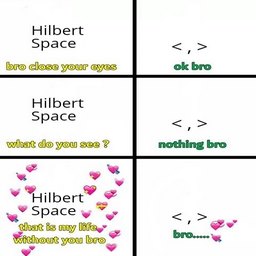 Hilbert
Space
bro close your eyes
< , >
ok bro
Hilbert
Space
what do you see ?
< , >
nothing bro
Hilbert
Space
that is my life
without you bro
< , >
bro.....